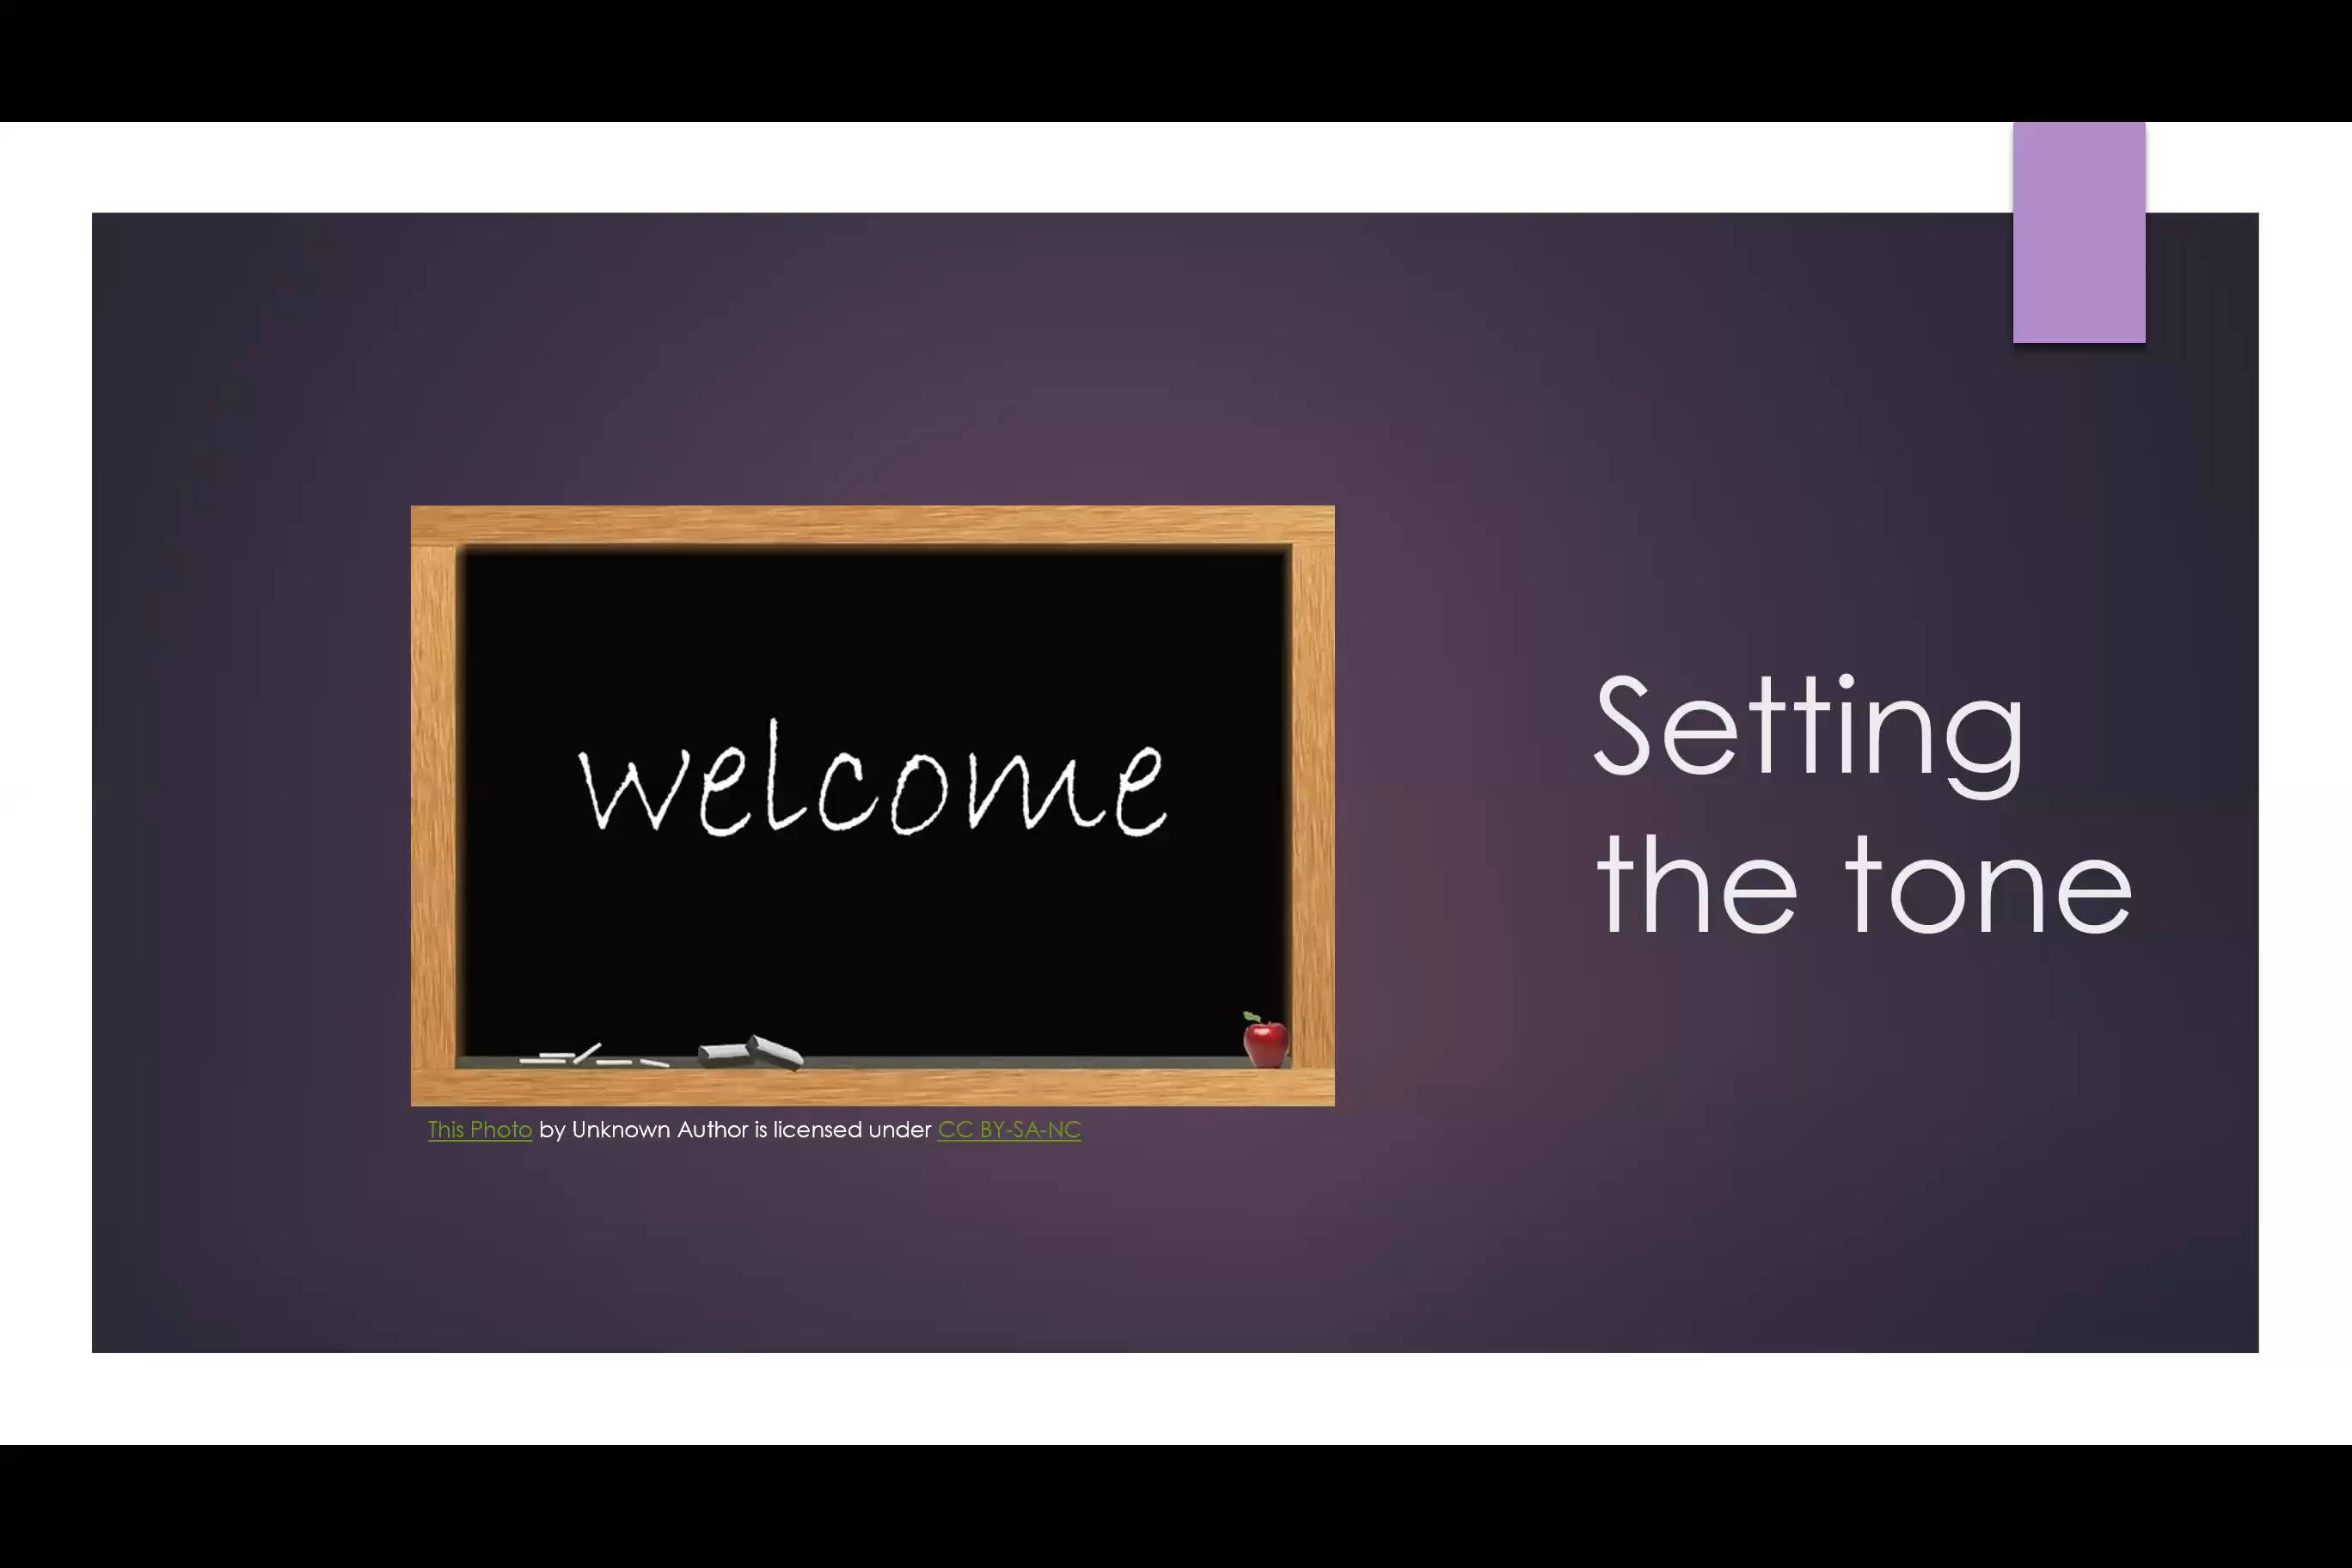 welcome
This Photo by Unknown Author is licensed under CC BY-SA-NC
Setting
the tone